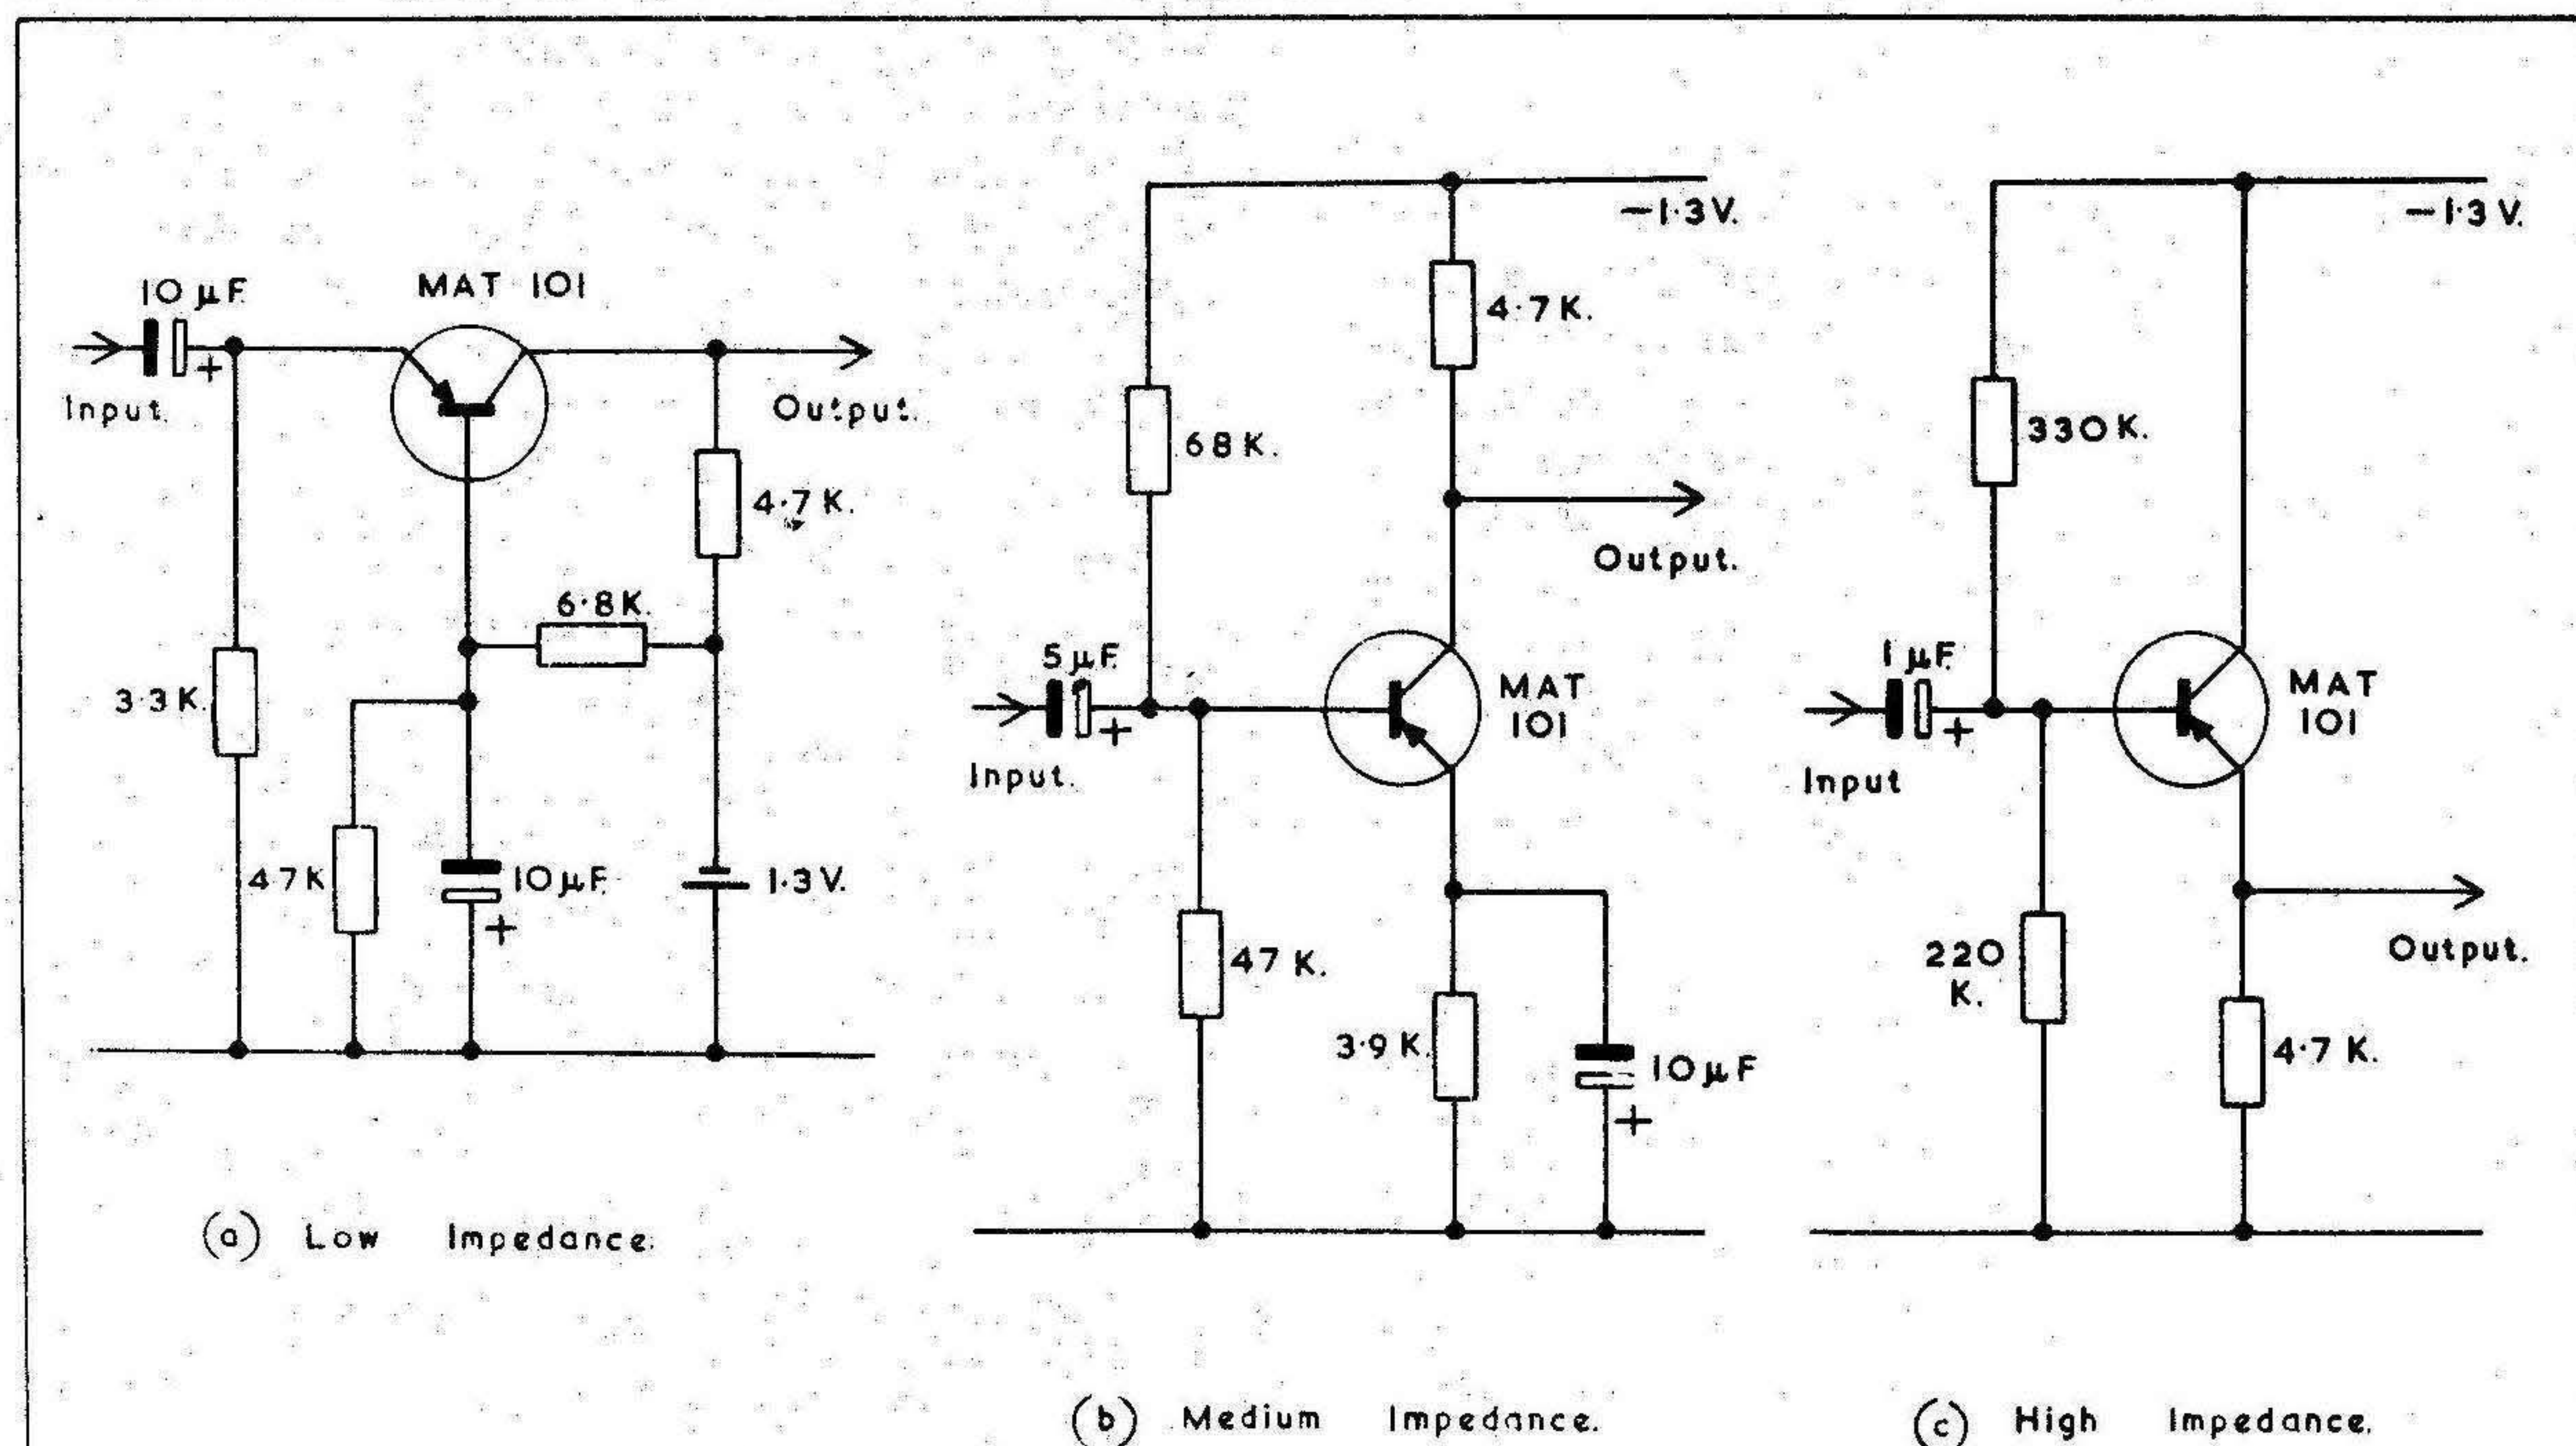 10 µF.
MAT 101
Input.
Output.
4·7 K.
6·8 K.
3·3 K.
47K
10 µF.
+
1·3 V.
+
(a) Low Impedance.
−1·3 V.
4·7 K.
68 K.
Output.
5 µF.
+
Input.
MAT
101
47 K.
3·9 K.
10 µF
+
(b) Medium Impedance.
−1·3 V.
330 K.
1 µF.
+
Input
MAT
101
220
K.
Output.
4·7 K.
(c) High Impedance.